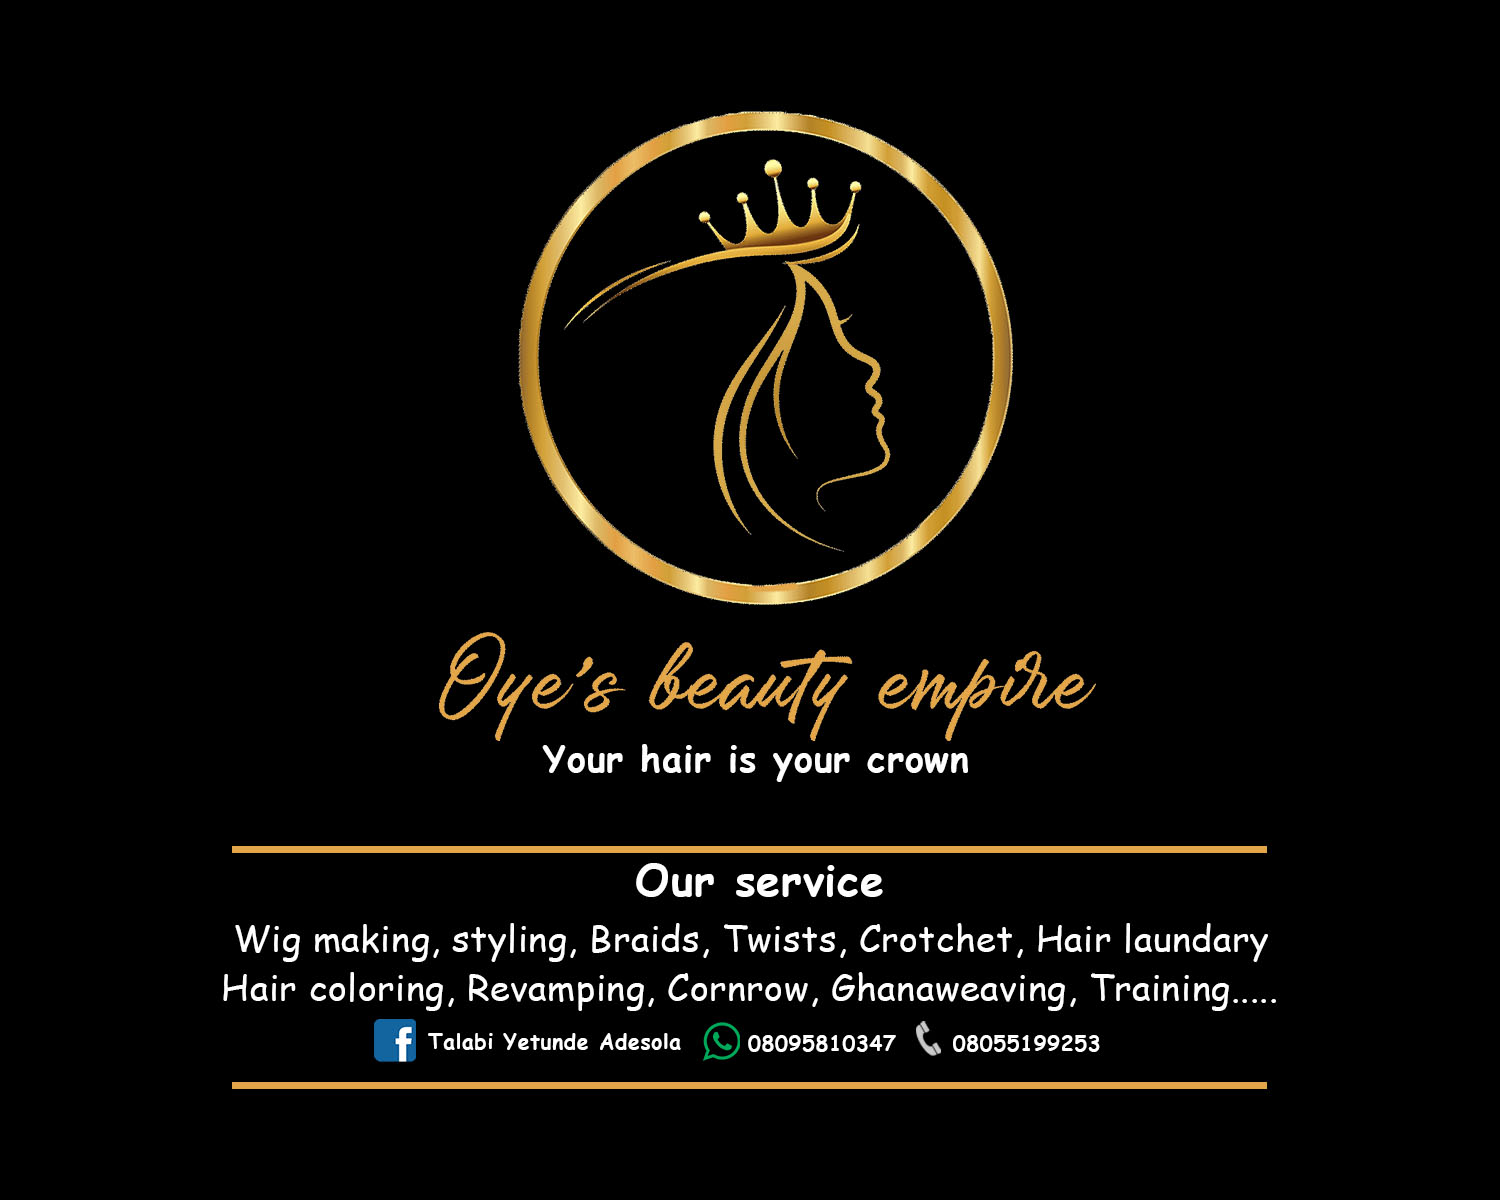 Oye's beauty empire
Your hair is your crown
Our service
Wig making, styling, Braids, Twists, Crotchet, Hair laundary
Hair coloring, Revamping, Cornrow, Ghanaweaving, Training.....
Talabi Yetunde Adesola 08095810347 08055199253